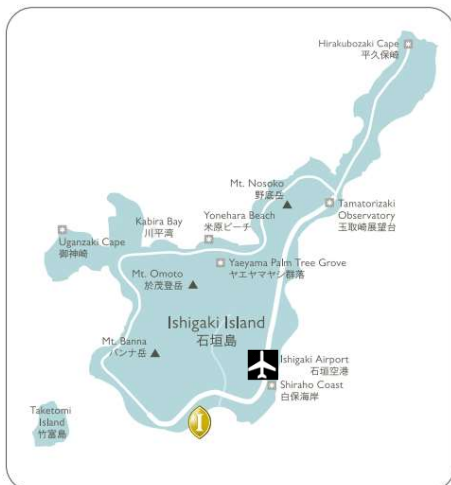 Hirakubozaki Cape
平久保崎
Mt. Nosoko
野底岳
Tamatorizaki
Observatory
玉取崎展望台
Kabira Bay
川平湾
Yonehara Beach
米原ビーチ
Uganzaki Cape
御神崎
Yaeyama Palm Tree Grove
ヤエヤマヤシ群落
Mt. Omoto
於茂登岳
Ishigaki Island
石垣島
Mt. Banna
バンナ岳
Ishigaki Airport
石垣空港
Shiraho Coast
白保海岸
Taketomi
Island
竹富島
I